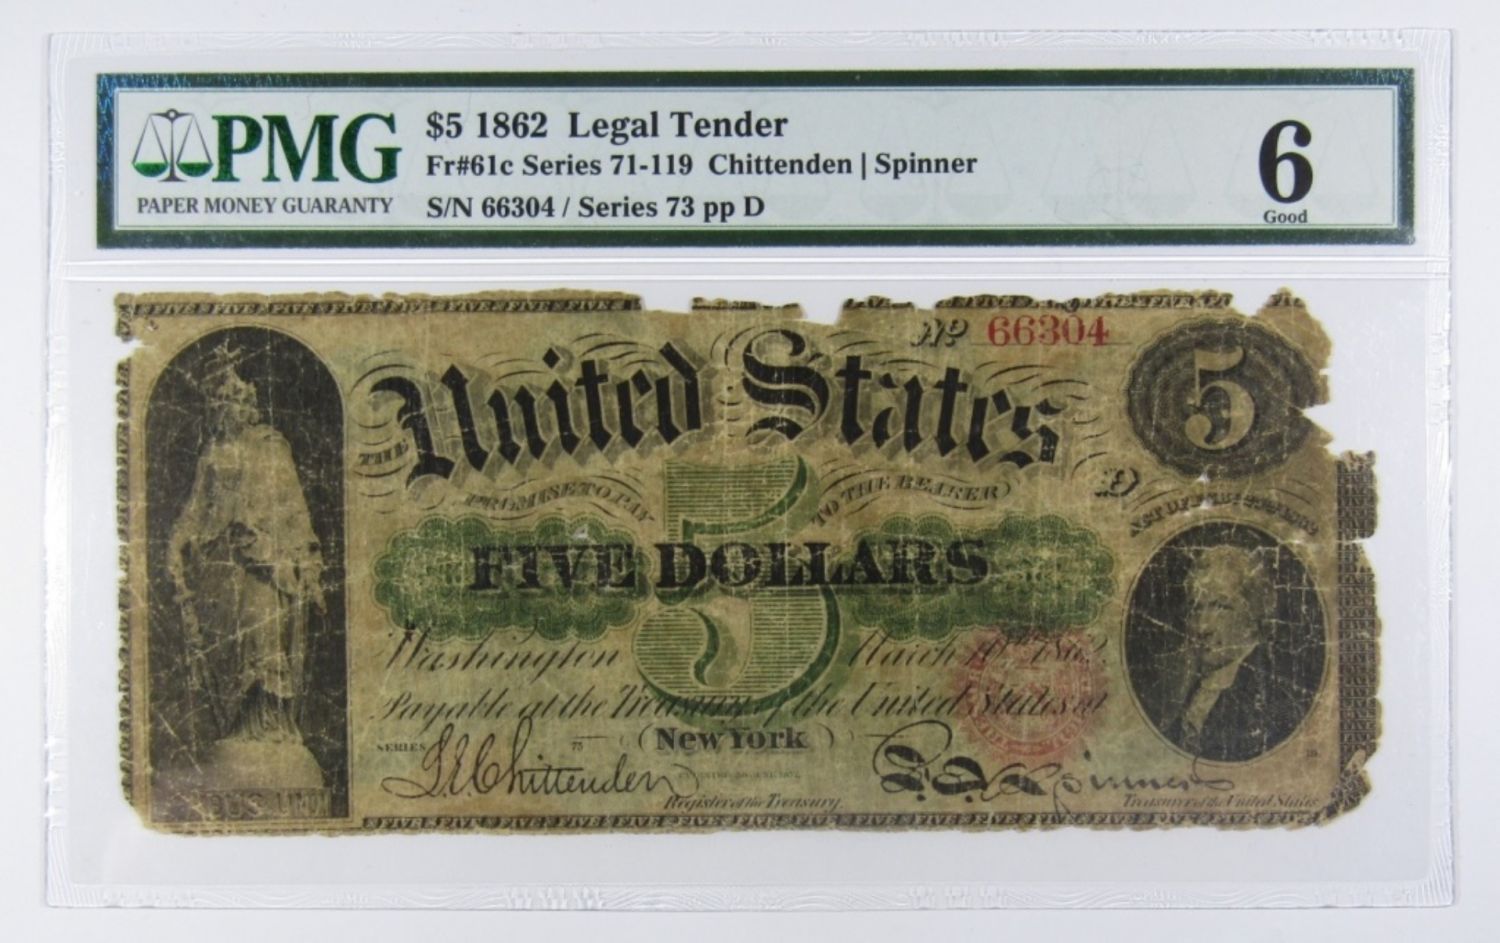 PMG
PAPER MONEY GUARANTY
$5 1862 Legal Tender
Fr#61c Series 71-119 Chittenden | Spinner
S/N 66304 / Series 73 pp D
6
Good
No 66304
5
THE United States
D
PROMISE TO PAY TO THE BEARER
5
FIVE DOLLARS
Washington March 10th 1862
Payable at the Treasury of the United States at
SERIES (New York)
L. E. Chittenden
F. E. Spinner
Register of the Treasury.
Treasurer of the United States.